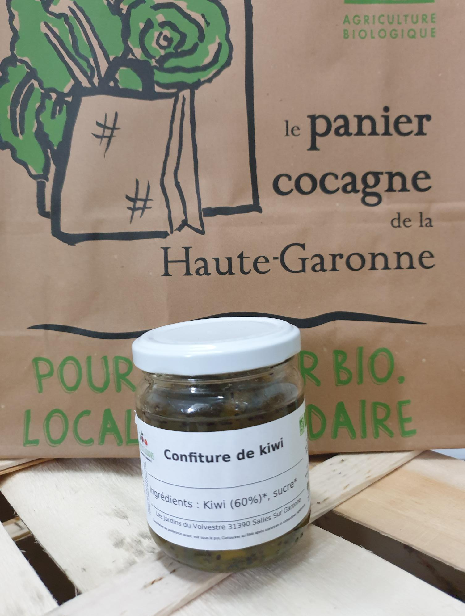 AGRICULTURE
BIOLOGIQUE
le panier
cocagne
de la
Haute-Garonne
POUR R BIO.
LOCAL DAIRE
Confiture de kiwi
Ingrédients : Kiwi (60%)*, sucre*
Les Jardins du Volvestre 31390 Salles Sur Garonne